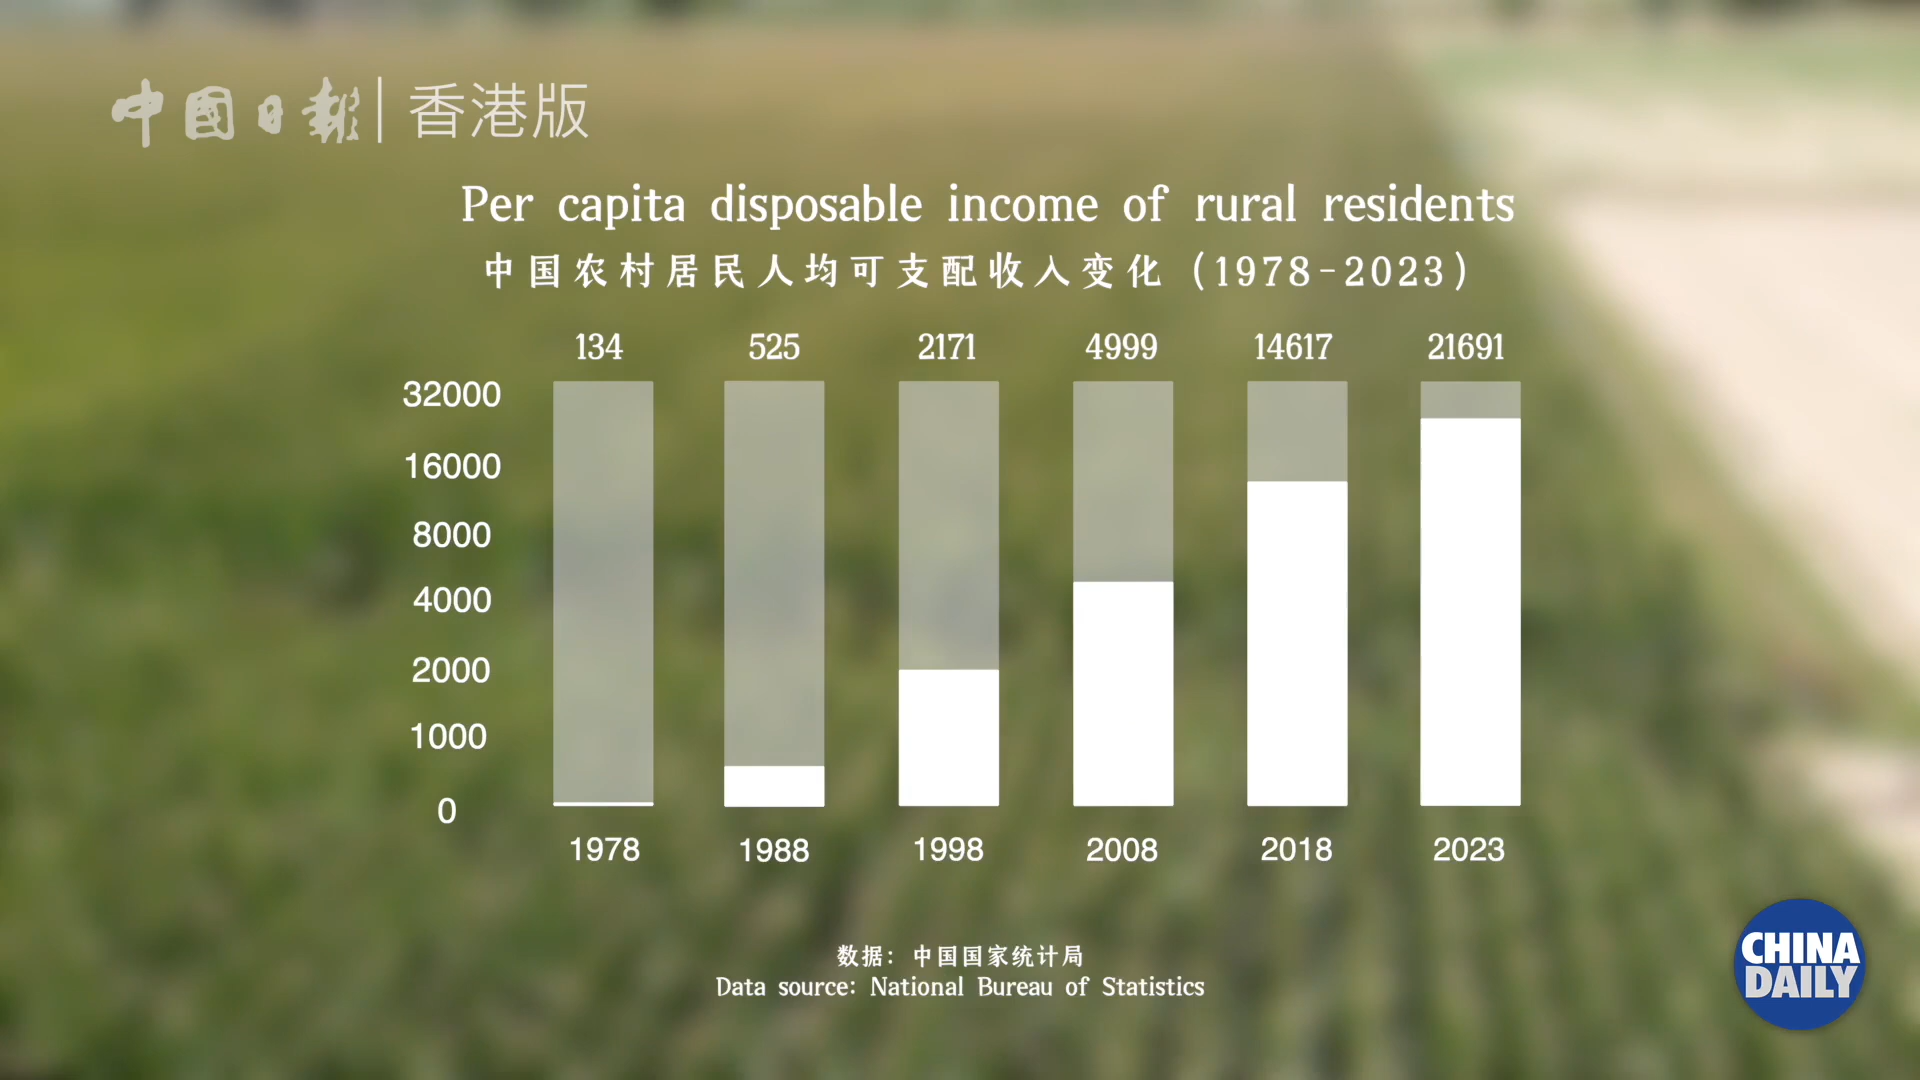 中國日報|香港版
Per capita disposable income of rural residents
中国农村居民人均可支配收入变化（1978-2023）
134 525 2171 4999 14617 21691
32000
16000
8000
4000
2000
1000
0
1978 1988 1998 2008 2018 2023
数据：中国国家统计局
Data source: National Bureau of Statistics
CHINA
DAILY